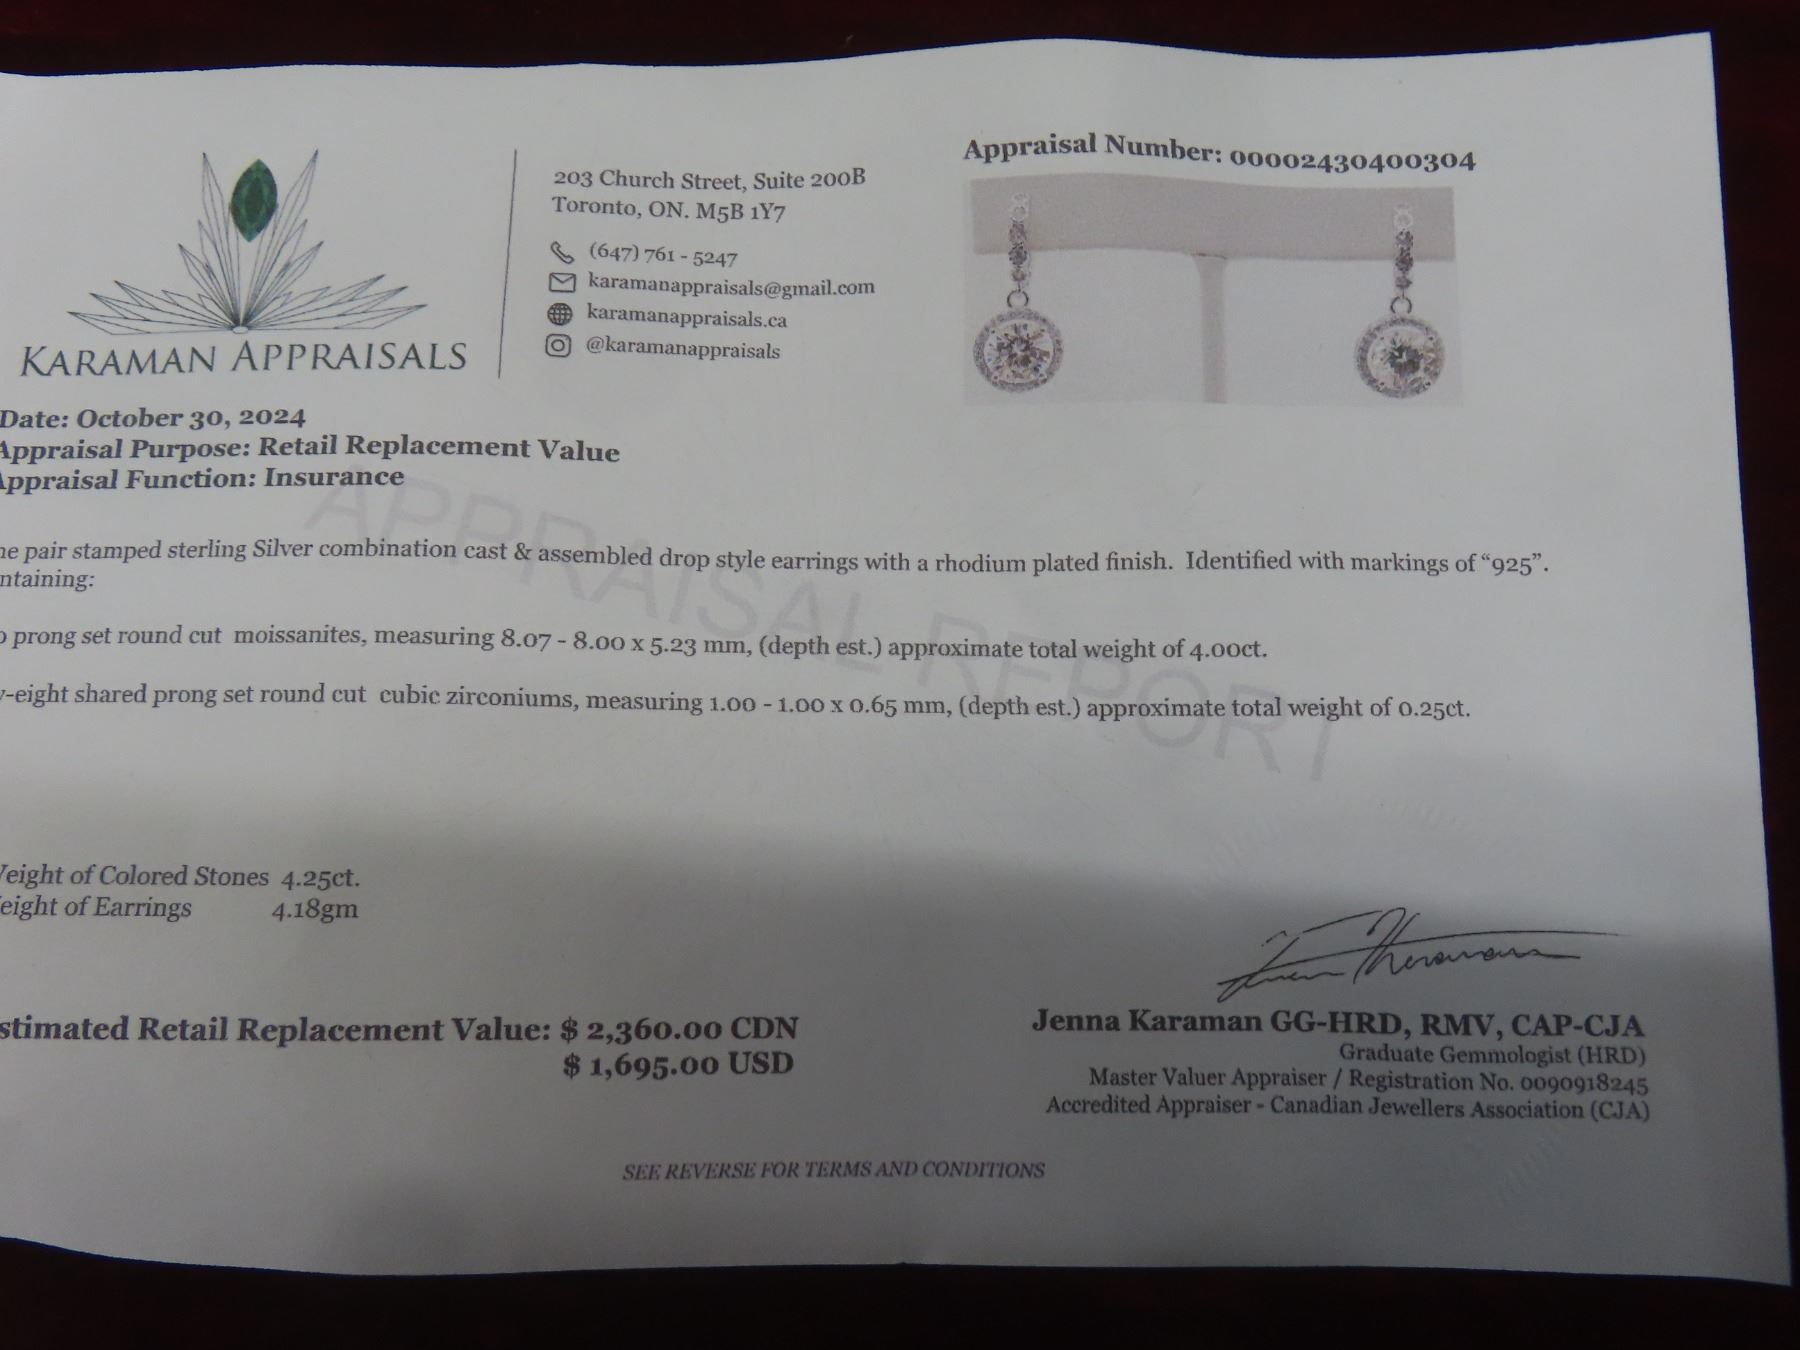 Appraisal Number: 00002430400304
203 Church Street, Suite 200B
Toronto, ON. M5B 1Y7
(647) 761 - 5247
karamanappraisals@gmail.com
karamanappraisals.ca
@karamanappraisals
KARAMAN APPRAISALS
Date: October 30, 2024
Appraisal Purpose: Retail Replacement Value
Appraisal Function: Insurance
APPRAISAL REPORT
ne pair stamped sterling Silver combination cast & assembled drop style earrings with a rhodium plated finish. Identified with markings of "925".
ntaining:
o prong set round cut moissanites, measuring 8.07 - 8.00 x 5.23 mm, (depth est.) approximate total weight of 4.00ct.
y-eight shared prong set round cut cubic zirconiums, measuring 1.00 - 1.00 x 0.65 mm, (depth est.) approximate total weight of 0.25ct.
Weight of Colored Stones 4.25ct.
eight of Earrings 4.18gm
stimated Retail Replacement Value: $ 2,360.00 CDN
$ 1,695.00 USD
Jenna Karaman GG-HRD, RMV, CAP-CJA
Graduate Gemmologist (HRD)
Master Valuer Appraiser / Registration No. 0090918245
Accredited Appraiser - Canadian Jewellers Association (CJA)
SEE REVERSE FOR TERMS AND CONDITIONS